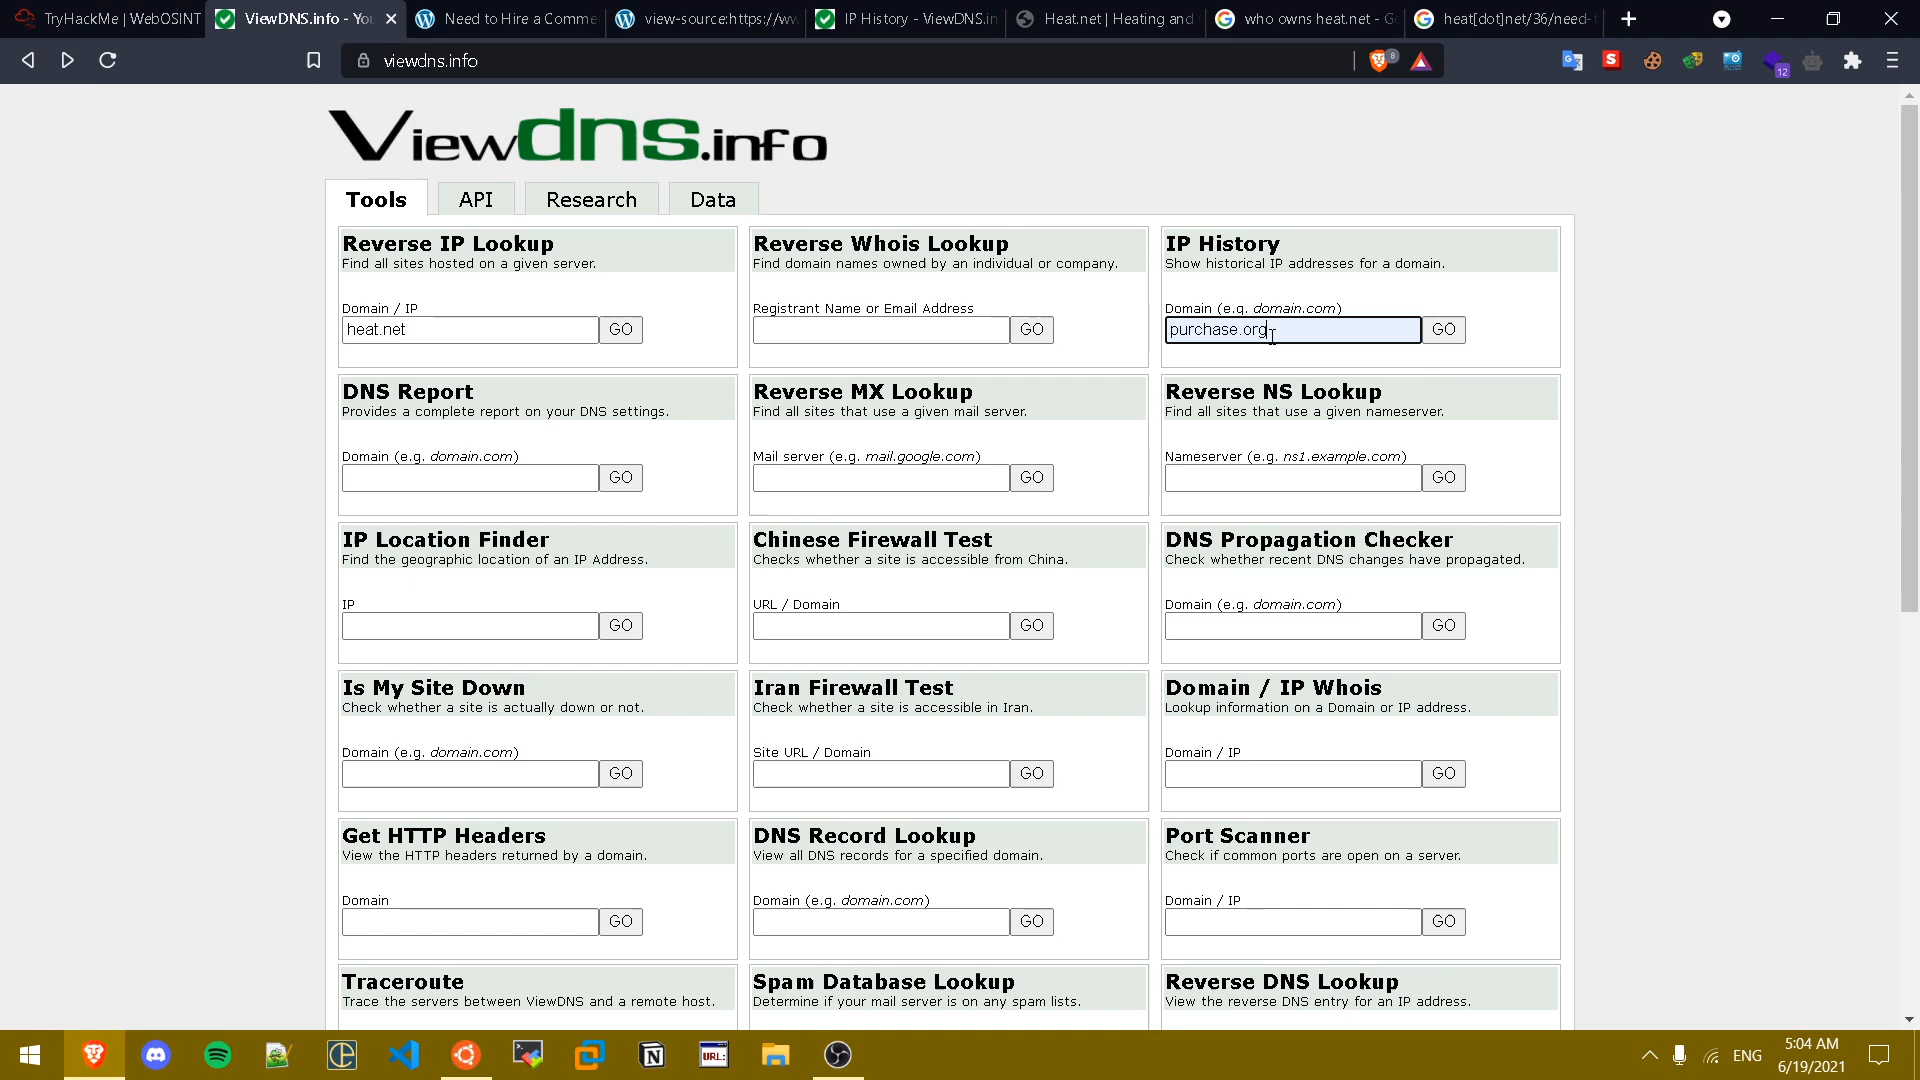 TryHackMe | WebOSINT
ViewDNS.info - You
Need to Hire a Comme
view-source:https://ww
IP History - ViewDNS.in
Heat.net | Heating and
who owns heat.net - G
heat[dot]net/36/need-t
viewdns.info
8
12
Viewdns.info
Tools
API
Research
Data
Reverse IP Lookup
Find all sites hosted on a given server.
Domain / IP
heat.net
GO
Reverse Whois Lookup
Find domain names owned by an individual or company.
Registrant Name or Email Address
GO
IP History
Show historical IP addresses for a domain.
Domain (e.g. domain.com)
purchase.org
GO
DNS Report
Provides a complete report on your DNS settings.
Domain (e.g. domain.com)
GO
Reverse MX Lookup
Find all sites that use a given mail server.
Mail server (e.g. mail.google.com)
GO
Reverse NS Lookup
Find all sites that use a given nameserver.
Nameserver (e.g. ns1.example.com)
GO
IP Location Finder
Find the geographic location of an IP Address.
IP
GO
Chinese Firewall Test
Checks whether a site is accessible from China.
URL / Domain
GO
DNS Propagation Checker
Check whether recent DNS changes have propagated.
Domain (e.g. domain.com)
GO
Is My Site Down
Check whether a site is actually down or not.
Domain (e.g. domain.com)
GO
Iran Firewall Test
Check whether a site is accessible in Iran.
Site URL / Domain
GO
Domain / IP Whois
Lookup information on a Domain or IP address.
Domain / IP
GO
Get HTTP Headers
View the HTTP headers returned by a domain.
Domain
GO
DNS Record Lookup
View all DNS records for a specified domain.
Domain (e.g. domain.com)
GO
Port Scanner
Check if common ports are open on a server.
Domain / IP
GO
Traceroute
Trace the servers between ViewDNS and a remote host.
Spam Database Lookup
Determine if your mail server is on any spam lists.
Reverse DNS Lookup
View the reverse DNS entry for an IP address.
URL:
ENG
5:04 AM
6/19/2021